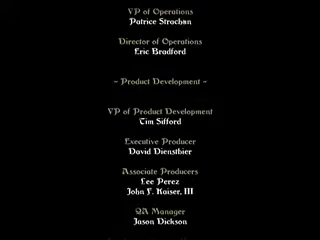 VP of Operations
Patrice Strachan
Director of Operations
Eric Bradford
~ Product Development ~
VP of Product Development
Tim Sifford
Executive Producer
David Dienstbier
Associate Producers
Lee Perez
John F. Kaiser, III
QA Manager
Jason Dickson